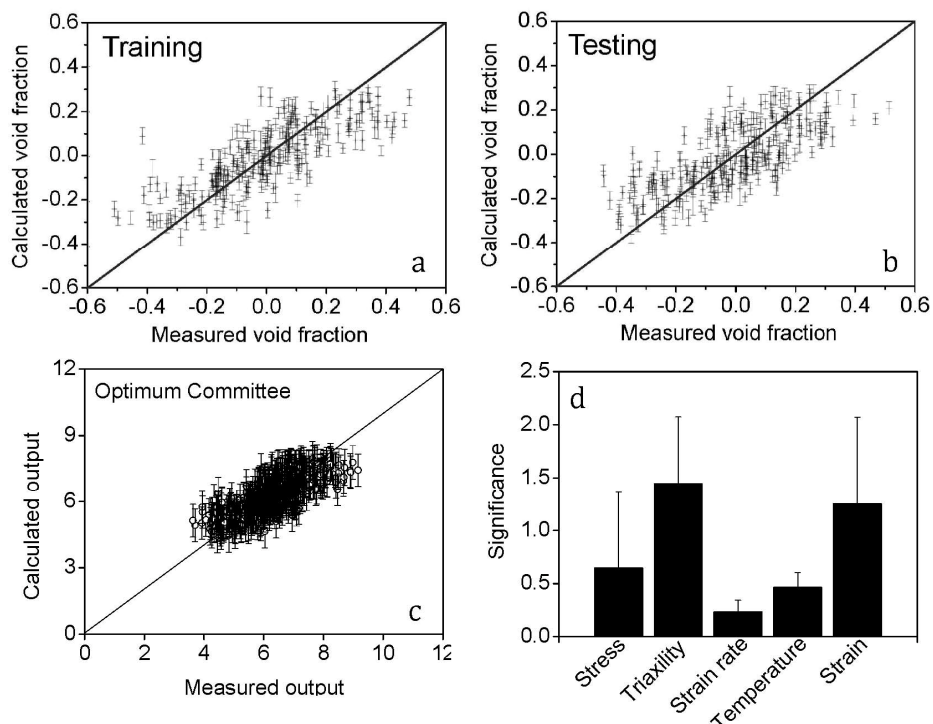 Training
Calculated void fraction
0.6
0.4
0.2
0.0
-0.2
-0.4
-0.6
-0.6 -0.4 -0.2 0.0 0.2 0.4 0.6
Measured void fraction
a
Testing
Calculated void fraction
0.6
0.4
0.2
0.0
-0.2
-0.4
-0.6
-0.6 -0.4 -0.2 0.0 0.2 0.4 0.6
Measured void fraction
b
Optimum Committee
Calculated output
12
9
6
3
0
0 2 4 6 8 10 12
Measured output
c
d
Significance
2.5
2.0
1.5
1.0
0.5
0.0
Stress
Triaxility
Strain rate
Temperature
Strain